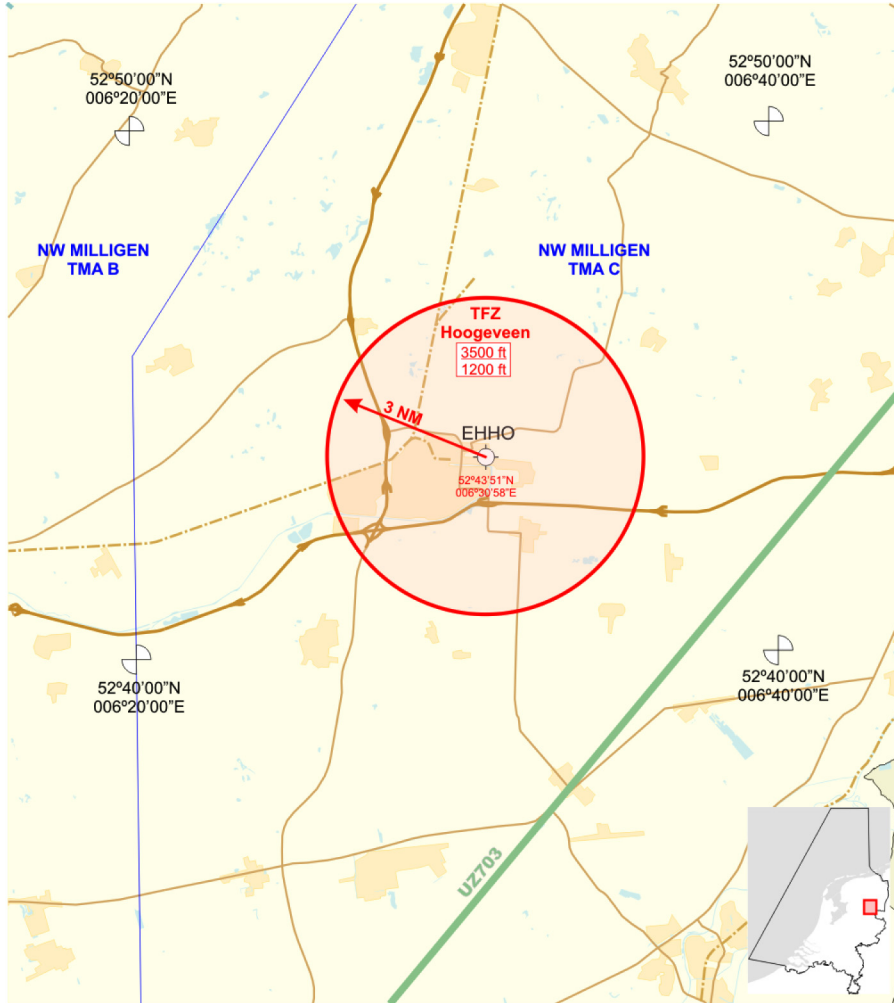 52º50'00"N
006º20'00"E
52º50'00"N
006º40'00"E
NW MILLIGEN
TMA B
NW MILLIGEN
TMA C
TFZ
Hoogeveen
3500 ft
1200 ft
3 NM
EHHO
52º43'51"N
006º30'58"E
52º40'00"N
006º20'00"E
52º40'00"N
006º40'00"E
UZ703